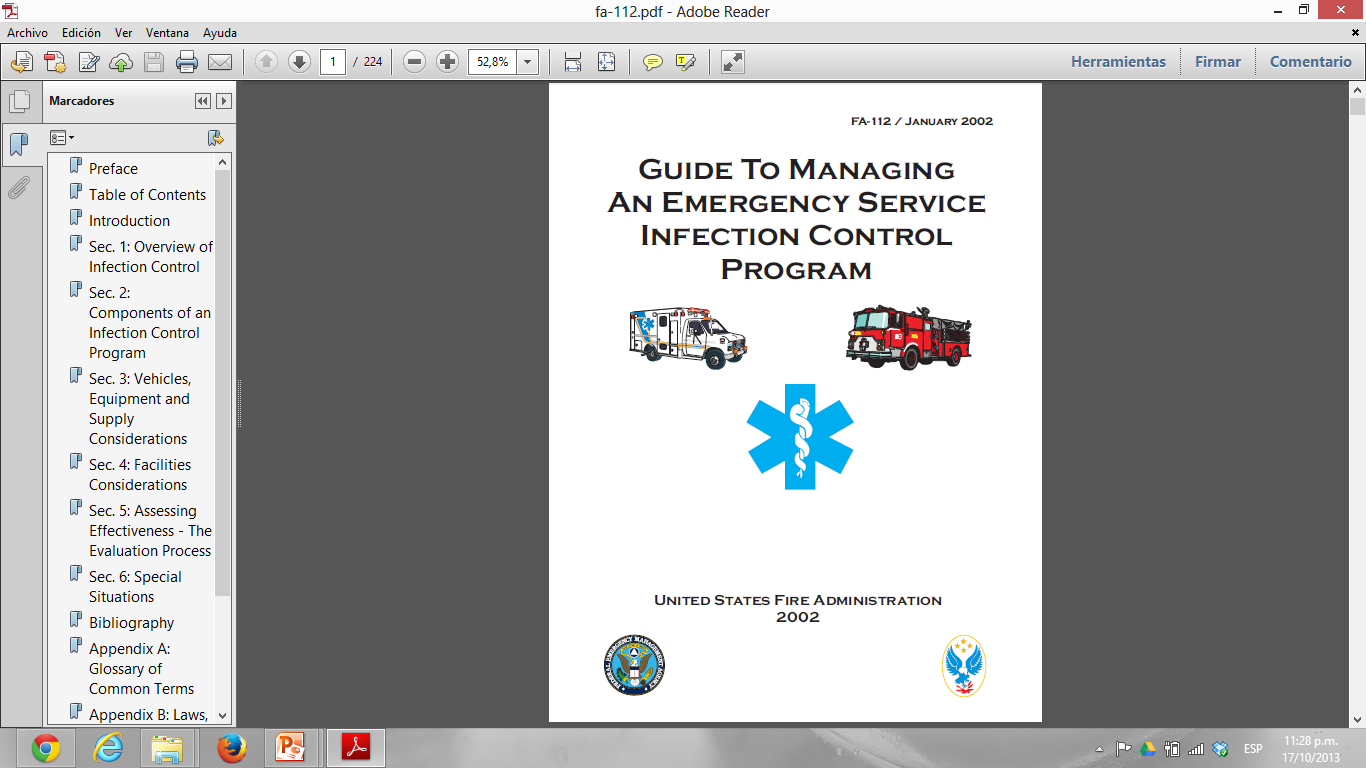 fa-112.pdf - Adobe Reader
Archivo Edición Ver Ventana Ayuda
1 / 224 52,8% Herramientas Firmar Comentario
Marcadores
Preface
Table of Contents
Introduction
Sec. 1: Overview of
Infection Control
Sec. 2:
Components of an
Infection Control
Program
Sec. 3: Vehicles,
Equipment and
Supply
Considerations
Sec. 4: Facilities
Considerations
Sec. 5: Assessing
Effectiveness - The
Evaluation Process
Sec. 6: Special
Situations
Bibliography
Appendix A:
Glossary of
Common Terms
Appendix B: Laws,
FA-112 / January 2002
Guide To Managing
An Emergency Service
Infection Control
Program
United States Fire Administration
2002
FEDERAL EMERGENCY MANAGEMENT AGENCY
ESP
11:28 p.m.
17/10/2013